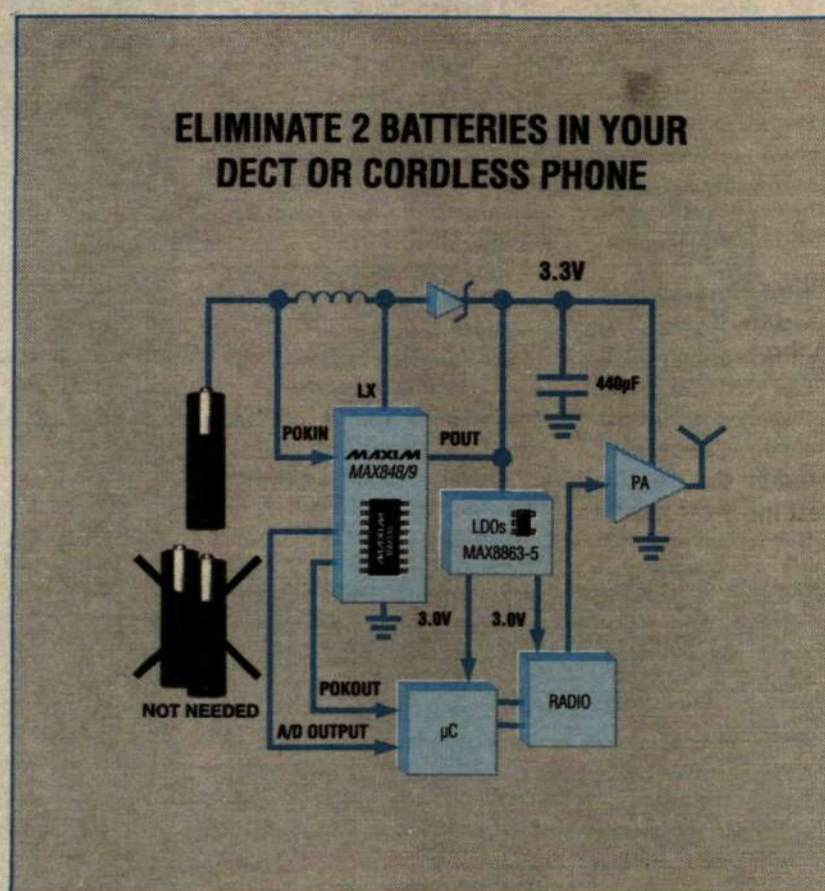 ELIMINATE 2 BATTERIES IN YOUR
DECT OR CORDLESS PHONE
3.3V
LX
440µF
POKIN
POUT
MAXIM
MAX848/9
PA
LDOs
MAX8863-5
MAXIM
3.0V
3.0V
POKOUT
RADIO
NOT NEEDED
A/D OUTPUT
µC